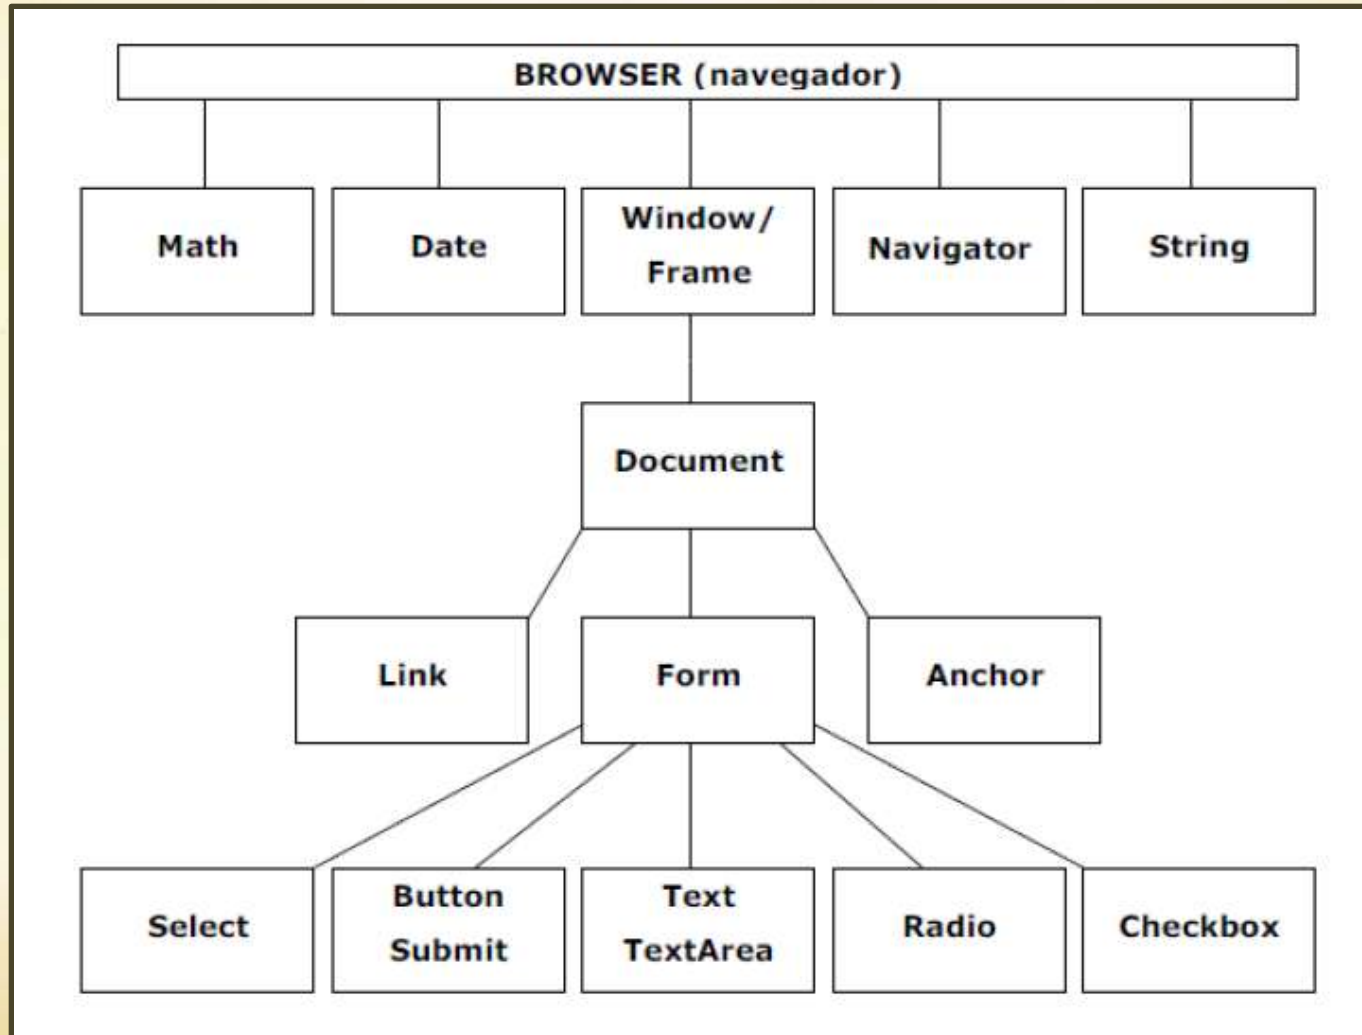 BROWSER (navegador)
Math
Date
Window/
Frame
Navigator
String
Document
Link
Form
Anchor
Select
Button
Submit
Text
TextArea
Radio
Checkbox